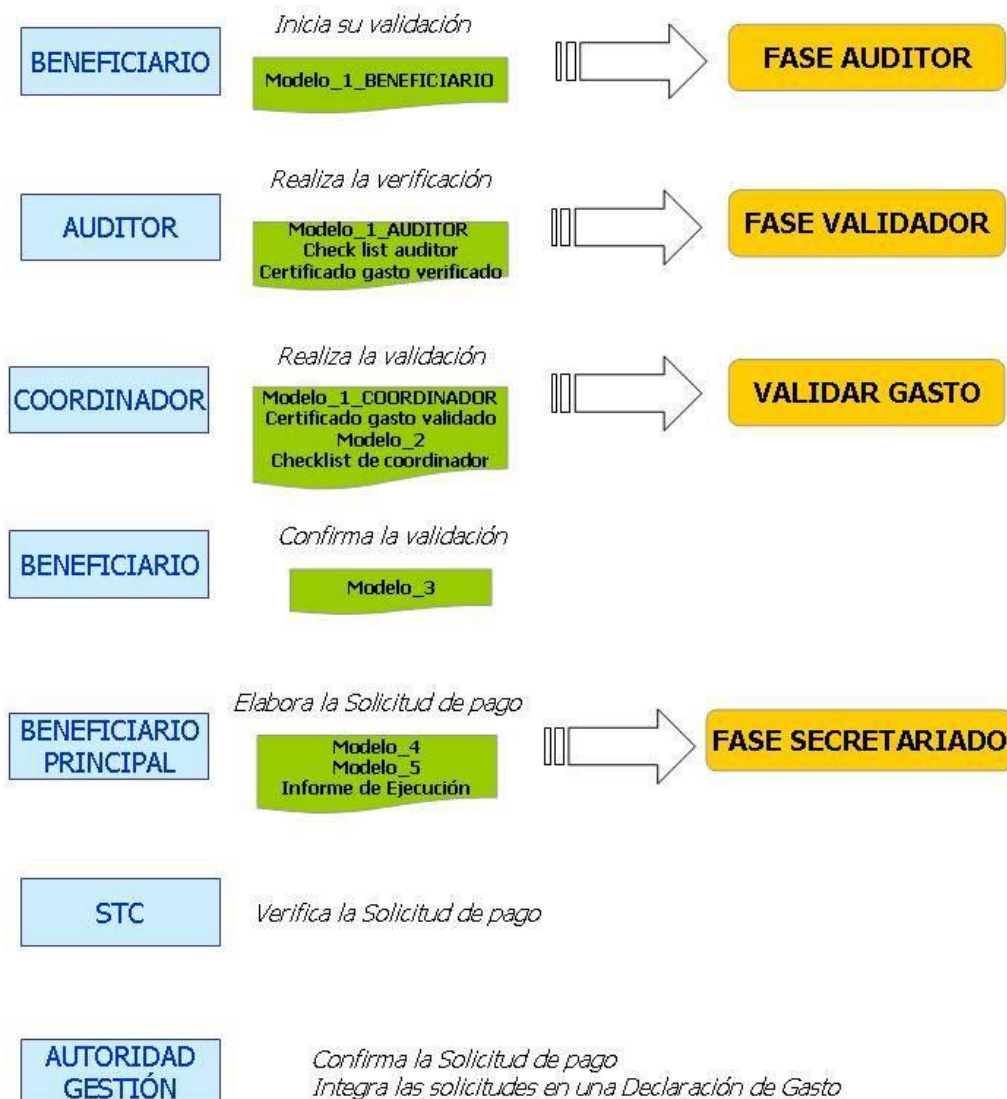 Inicia su validación
BENEFICIARIO
Modelo_1_BENEFICIARIO
FASE AUDITOR
Realiza la verificación
AUDITOR
Modelo_1_AUDITOR
Check list auditor
Certificado gasto verificado
FASE VALIDADOR
Realiza la validación
COORDINADOR
Modelo_1_COORDINADOR
Certificado gasto validado
Modelo_2
Checklist de coordinador
VALIDAR GASTO
Confirma la validación
BENEFICIARIO
Modelo_3
Elabora la Solicitud de pago
BENEFICIARIO
PRINCIPAL
Modelo_4
Modelo_5
Informe de Ejecución
FASE SECRETARIADO
STC
Verifica la Solicitud de pago
AUTORIDAD
GESTIÓN
Confirma la Solicitud de pago
Integra las solicitudes en una Declaración de Gasto